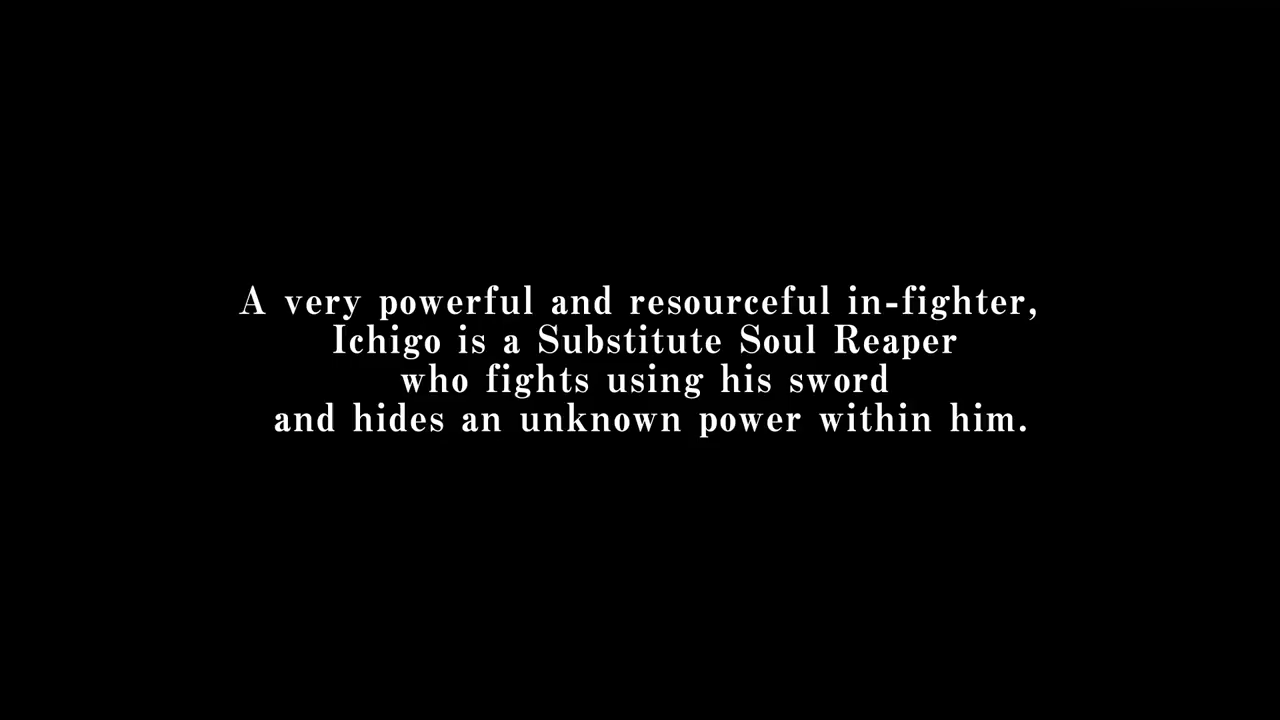 A very powerful and resourceful in-fighter,
Ichigo is a Substitute Soul Reaper
who fights using his sword
and hides an unknown power within him.